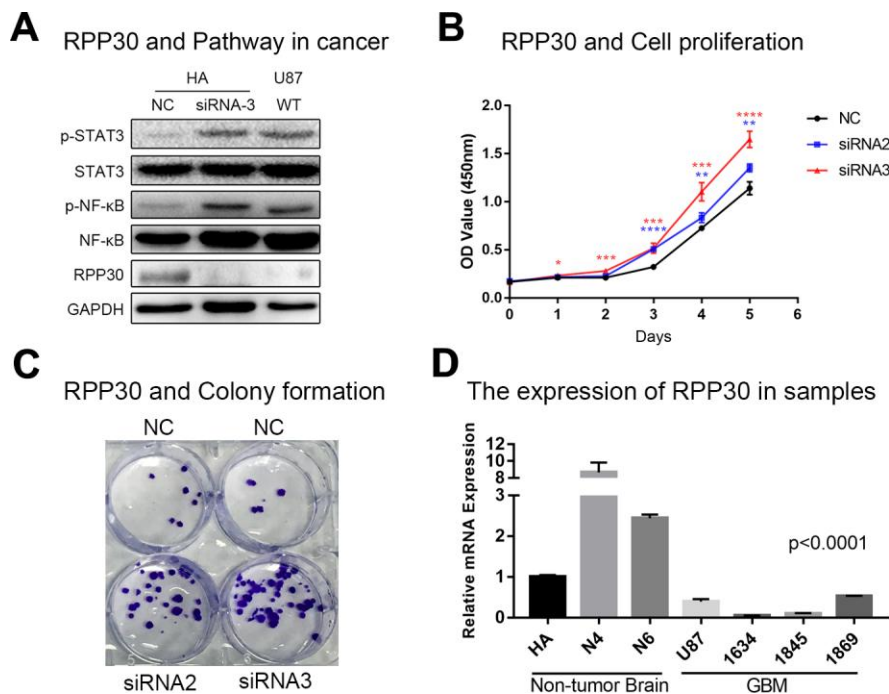 A
RPP30 and Pathway in cancer
HA U87
NC siRNA-3 WT
p-STAT3
STAT3
p-NF-κB
NF-κB
RPP30
GAPDH
B
RPP30 and Cell proliferation
OD Value (450nm)
2.0
1.5
1.0
0.5
0.0
0 1 2 3 4 5 6
Days
* *** *** **** *** ** **** **
NC
siRNA2
siRNA3
C
RPP30 and Colony formation
NC NC
siRNA2 siRNA3
D
The expression of RPP30 in samples
Relative mRNA Expression
12
10
8
3
2
1
0
p<0.0001
HA N4 N6 U87 1634 1845 1869
Non-tumor Brain GBM